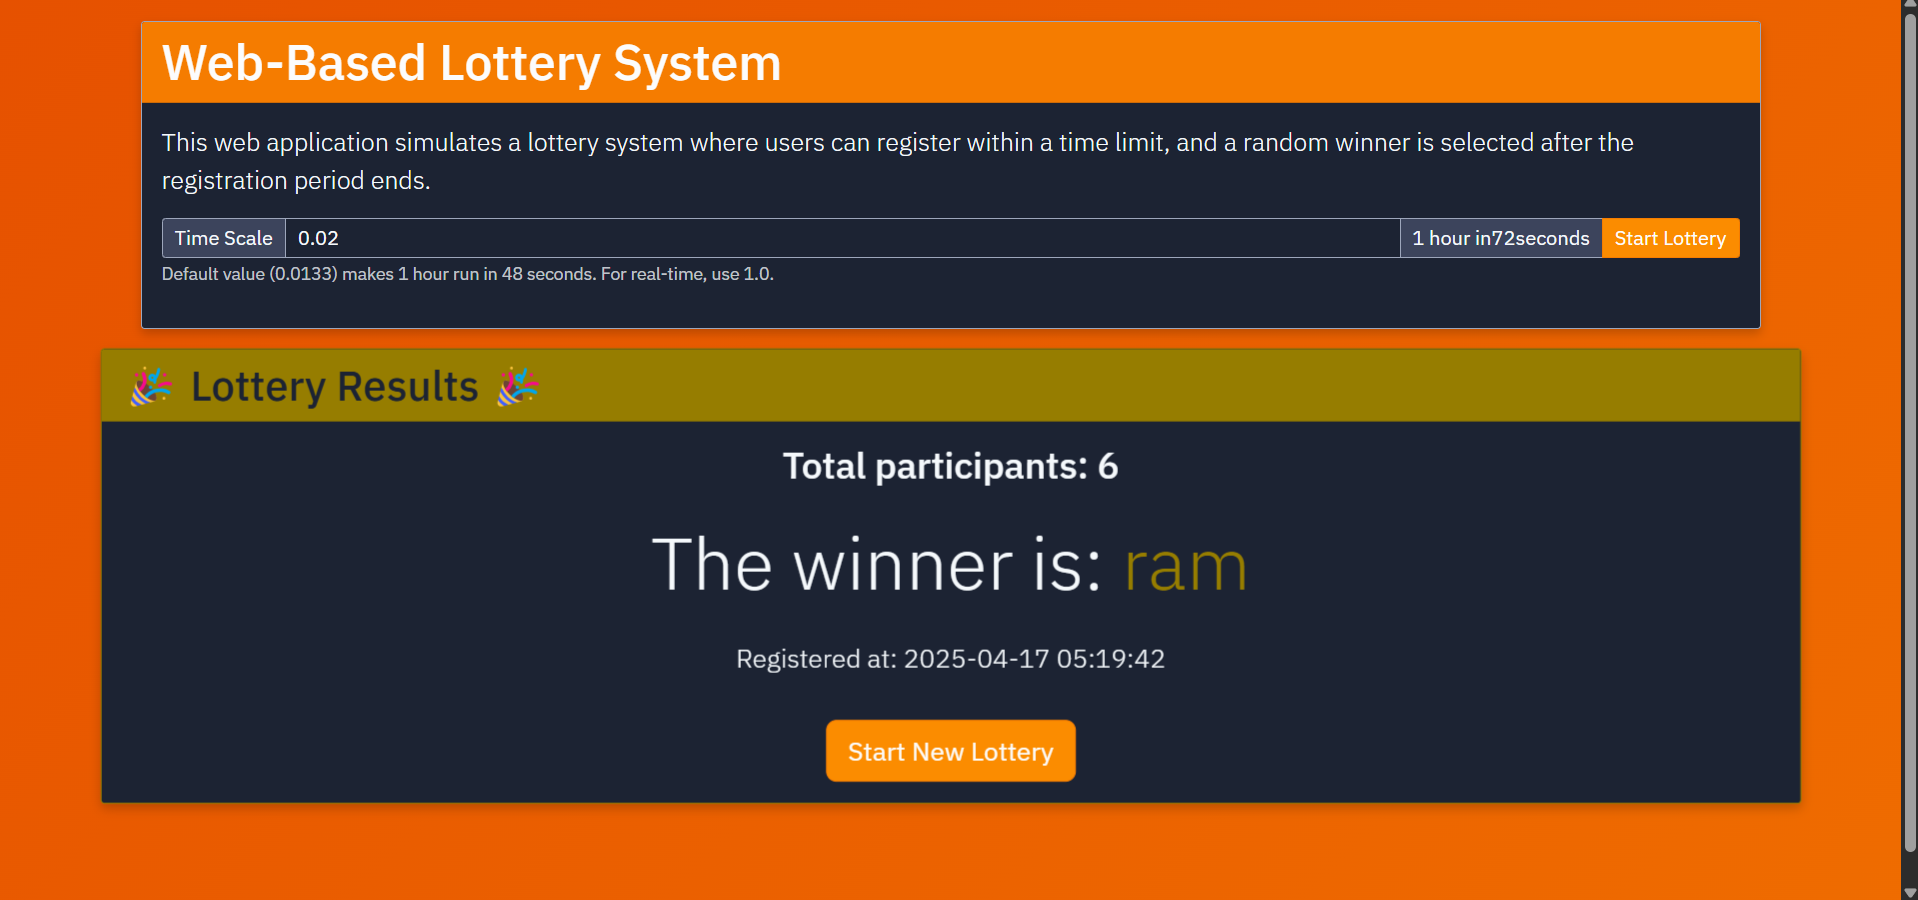 Web-Based Lottery System
This web application simulates a lottery system where users can register within a time limit, and a random winner is selected after the
registration period ends.
Time Scale 0.02 1 hour in72seconds Start Lottery
Default value (0.0133) makes 1 hour run in 48 seconds. For real-time, use 1.0.
🎉 Lottery Results 🎉
Total participants: 6
The winner is: ram
Registered at: 2025-04-17 05:19:42
Start New Lottery